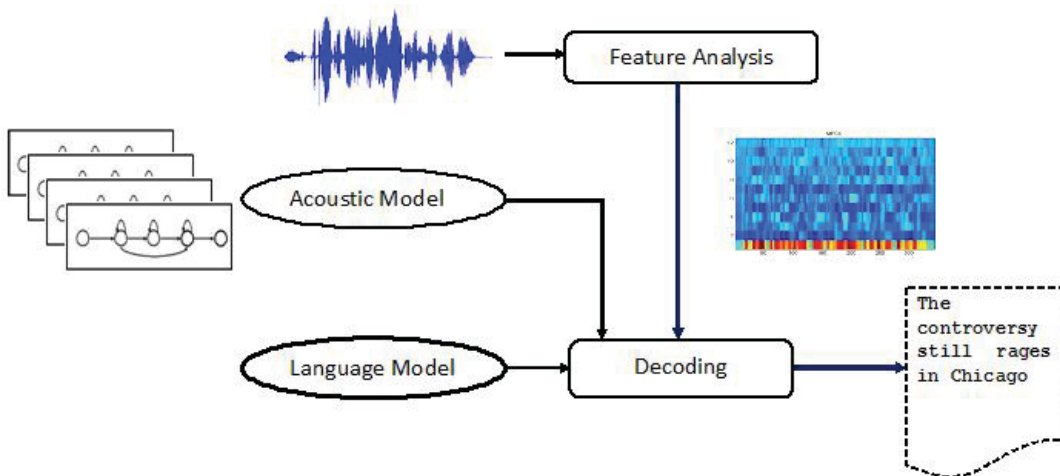 Feature Analysis
Acoustic Model
Language Model
Decoding
The
controversy
still rages
in Chicago